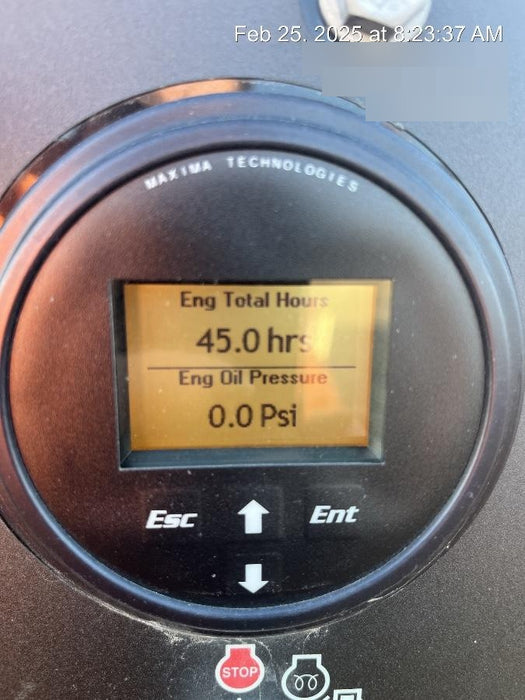 Feb 25, 2025 at 8:23:37 AM
MAXIMA TECHNOLOGIES
Eng Total Hours
45.0 hrs
Eng Oil Pressure
0.0 Psi
Esc
Ent
STOP